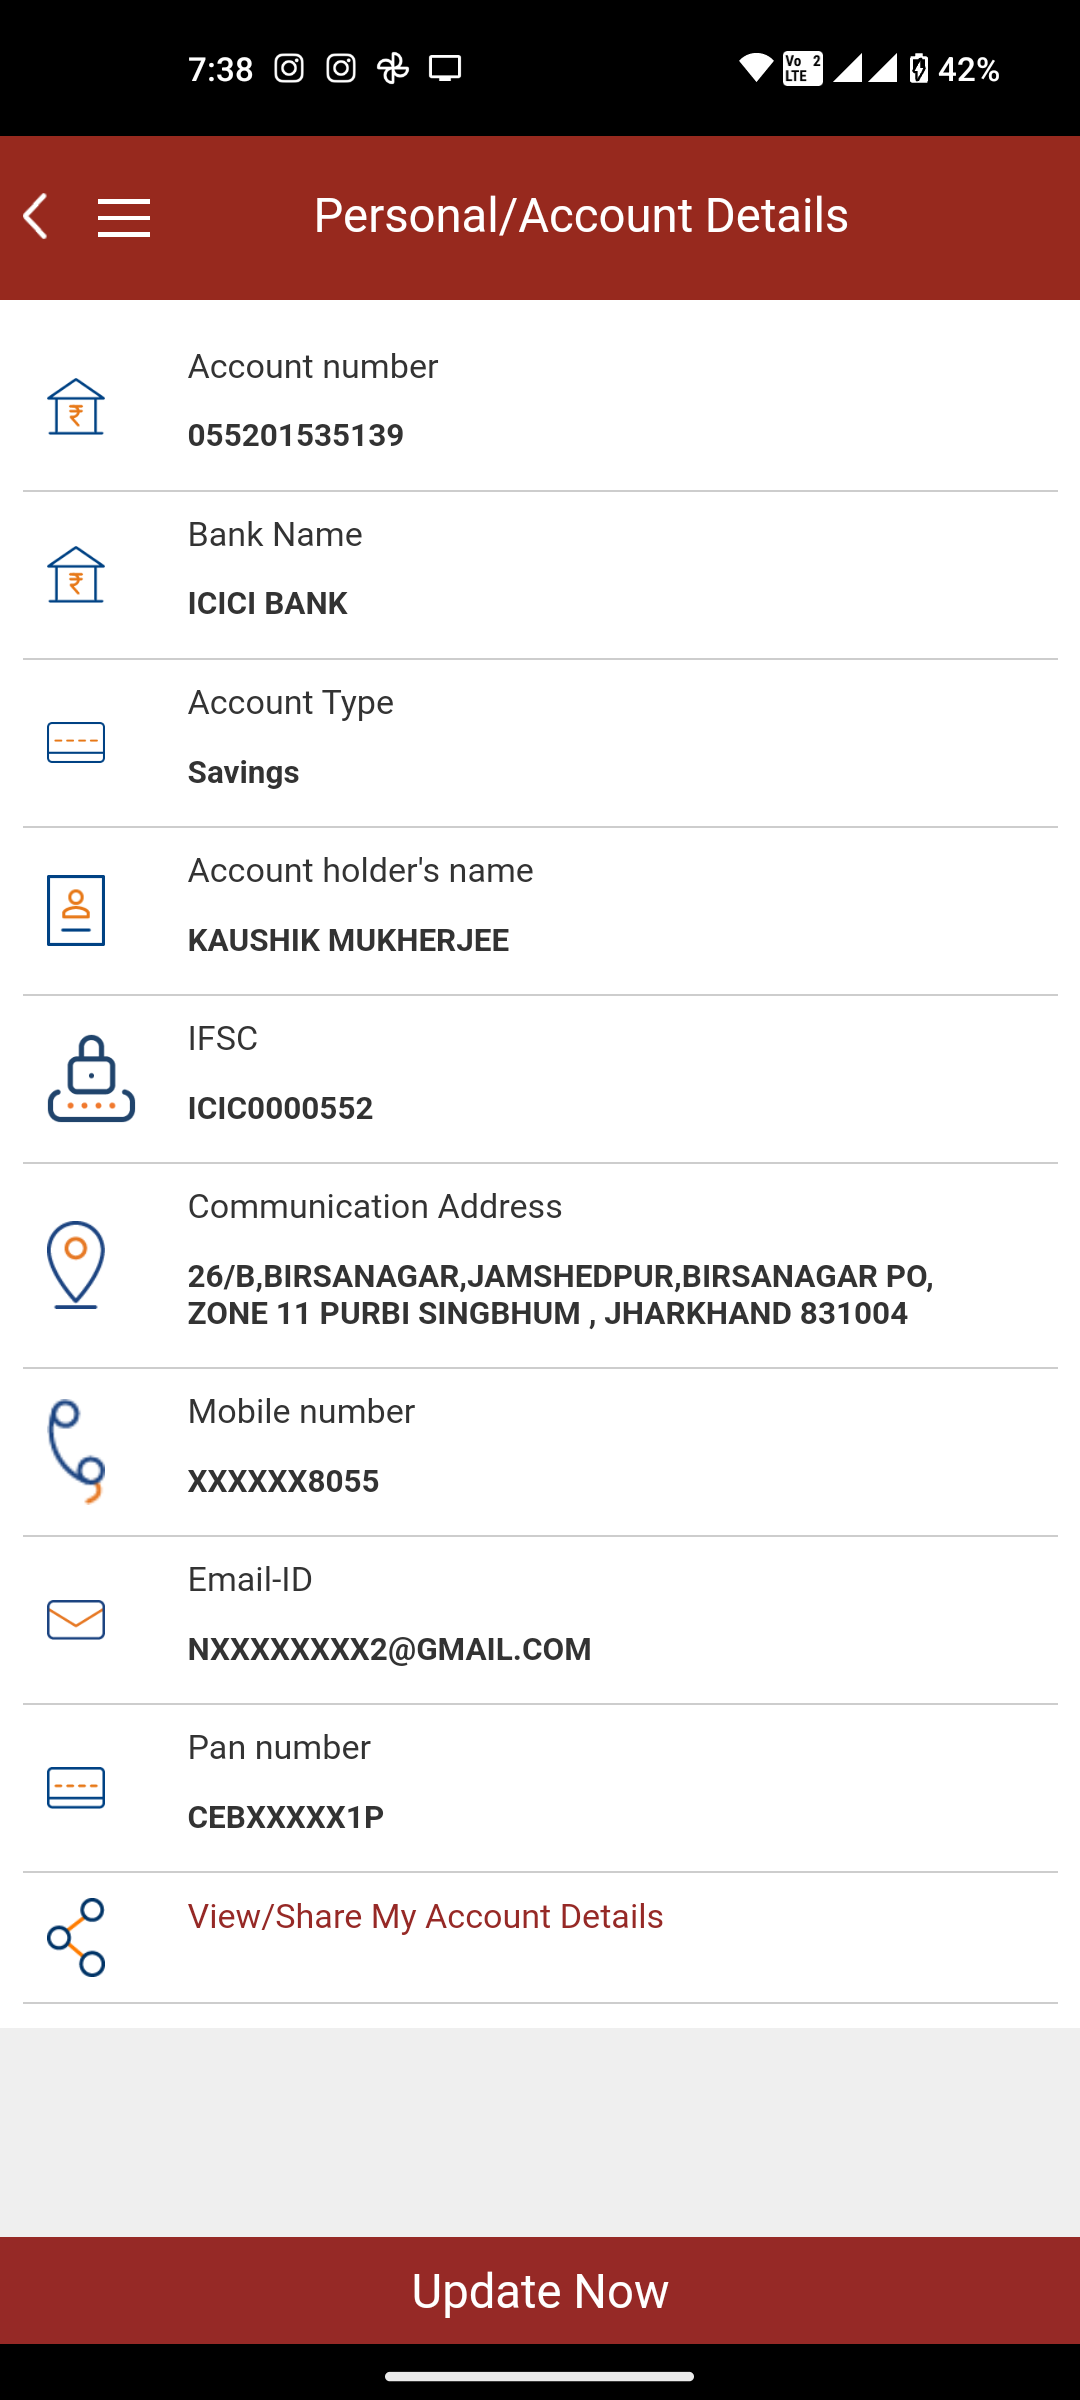 7:38
Vo 2
LTE
42%
Personal/Account Details
Account number
055201535139
Bank Name
ICICI BANK
Account Type
Savings
Account holder's name
KAUSHIK MUKHERJEE
IFSC
ICIC0000552
Communication Address
26/B,BIRSANAGAR,JAMSHEDPUR,BIRSANAGAR PO,
ZONE 11 PURBI SINGBHUM , JHARKHAND 831004
Mobile number
XXXXXX8055
Email-ID
NXXXXXXXX2@GMAIL.COM
Pan number
CEBXXXXX1P
View/Share My Account Details
Update Now